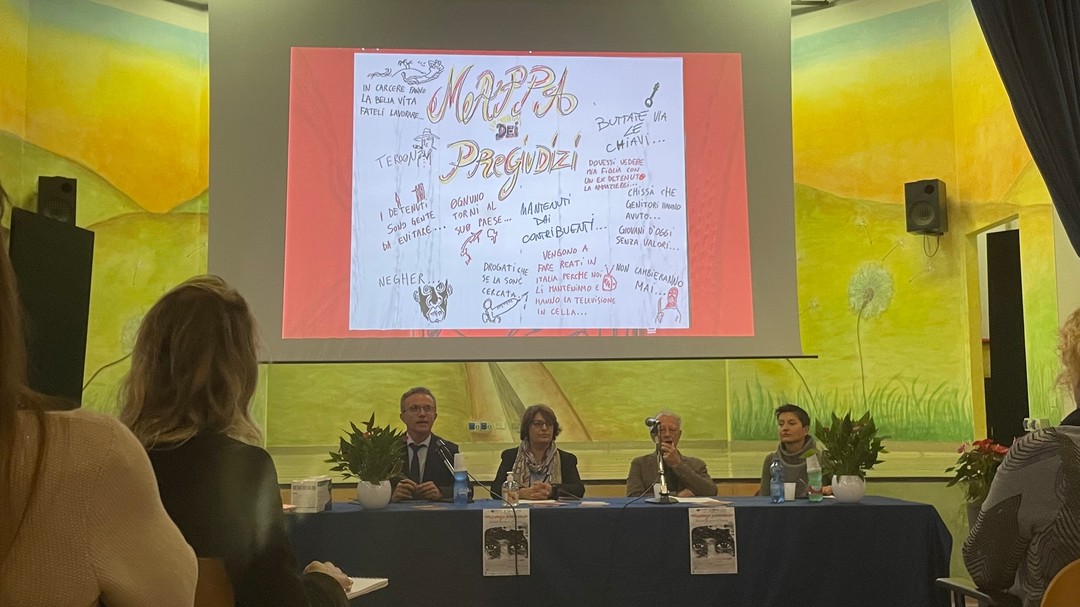 IN CARCERE FANNO
LA BELLA VITA
FATELI LAVORARE...
MAPPA
DEI
PREGIUDIZI
BUTTATE VIA
LE
CHIAVI...
TERRONI
DOVESSI VEDERE
MIA FIGLIA CON
UN EX DETENUTO
LA AMMAZZEREI...
I DETENUTI
SONO GENTE
DA EVITARE...
OGNUNO
TORNI AL
SUO PAESE...
MANTENUTI
DAI
CONTRIBUENTI...
CHISSÀ CHE
GENITORI HANNO
AVUTO...
GIOVANI D'OGGI
SENZA VALORI...
NEGHER...
DROGATI CHE
SE LA SONO
CERCATA...
VENGONO A
FARE REATI IN
ITALIA PERCHÉ NOI
LI MANTENIAMO E
HANNO LA TELEVISIONE
IN CELLA...
NON CAMBIERANNO
MAI...